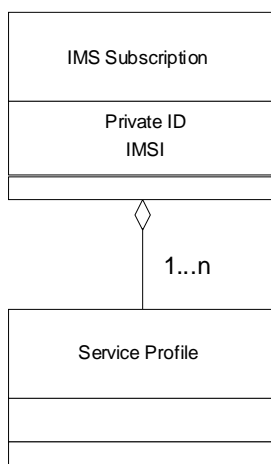 IMS Subscription
Private ID
IMSI
1...n
Service Profile